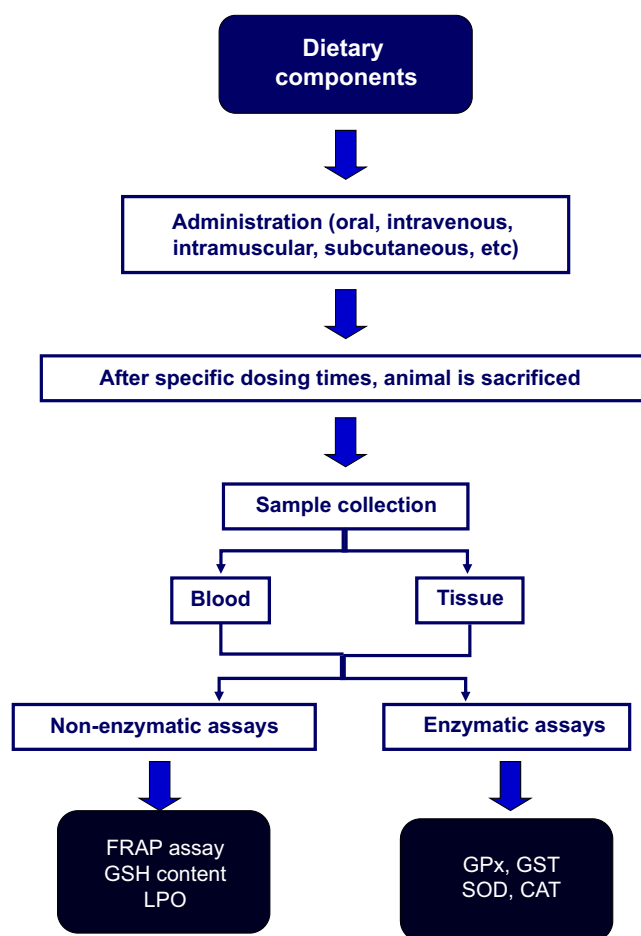 Dietary
components
Administration (oral, intravenous,
intramuscular, subcutaneous, etc)
After specific dosing times, animal is sacrificed
Sample collection
Blood
Tissue
Non-enzymatic assays
Enzymatic assays
FRAP assay
GSH content
LPO
GPx, GST
SOD, CAT